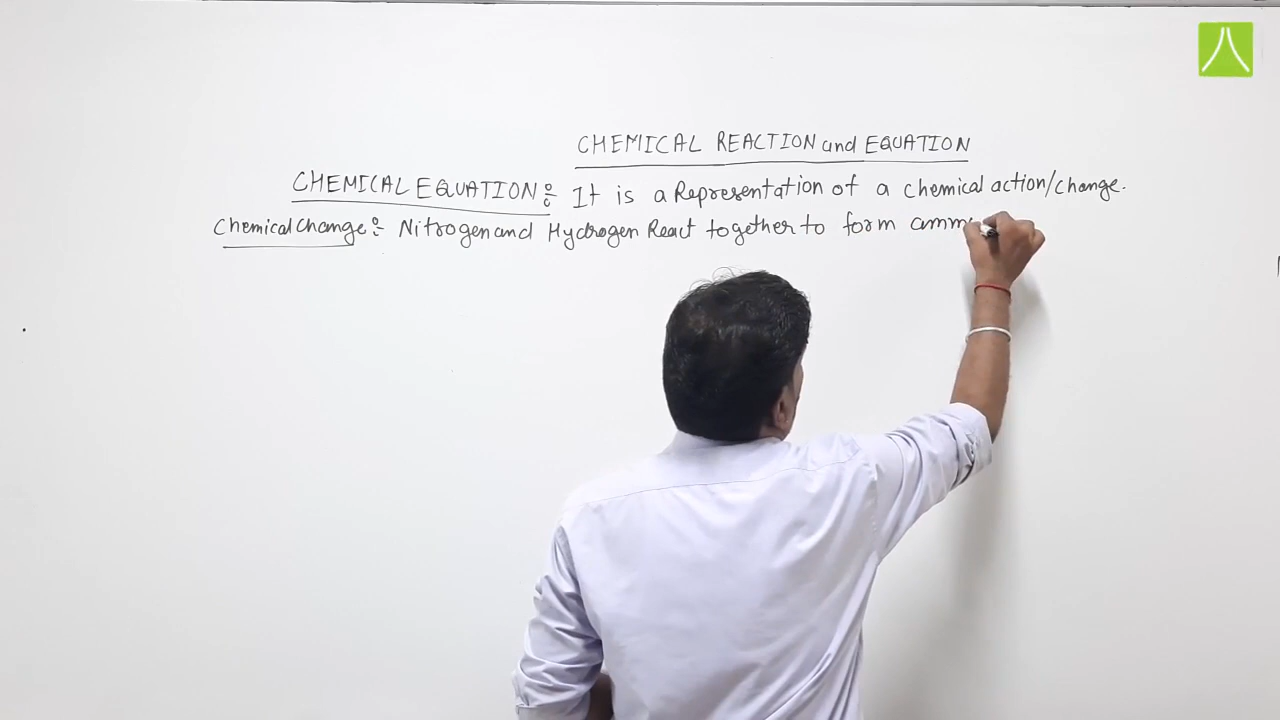 CHEMICAL REACTION and EQUATION
CHEMICAL EQUATION :- It is a Representation of a chemical action/change.
Chemical Change :- Nitrogen and Hydrogen React together to form amm